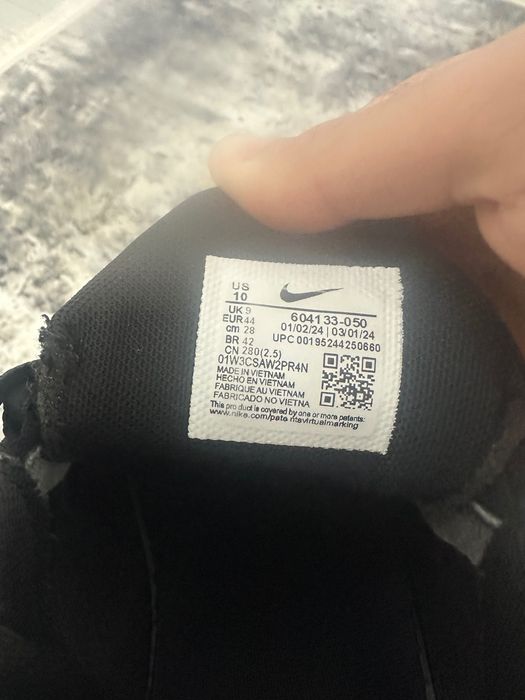 US
10
UK 9
EUR 44
cm 28
BR 42
CN 280(2.5)
604133-050
01/02/24 | 03/01/24
UPC 00195244250660
01W3CSAW2PR4N
MADE IN VIETNAM
HECHO EN VIETNAM
FABRIQUE AU VIETNAM
FABRICADO NO VIETNA
This product is covered by one or more patents:
www.nike.com/patentsvirtualmarking